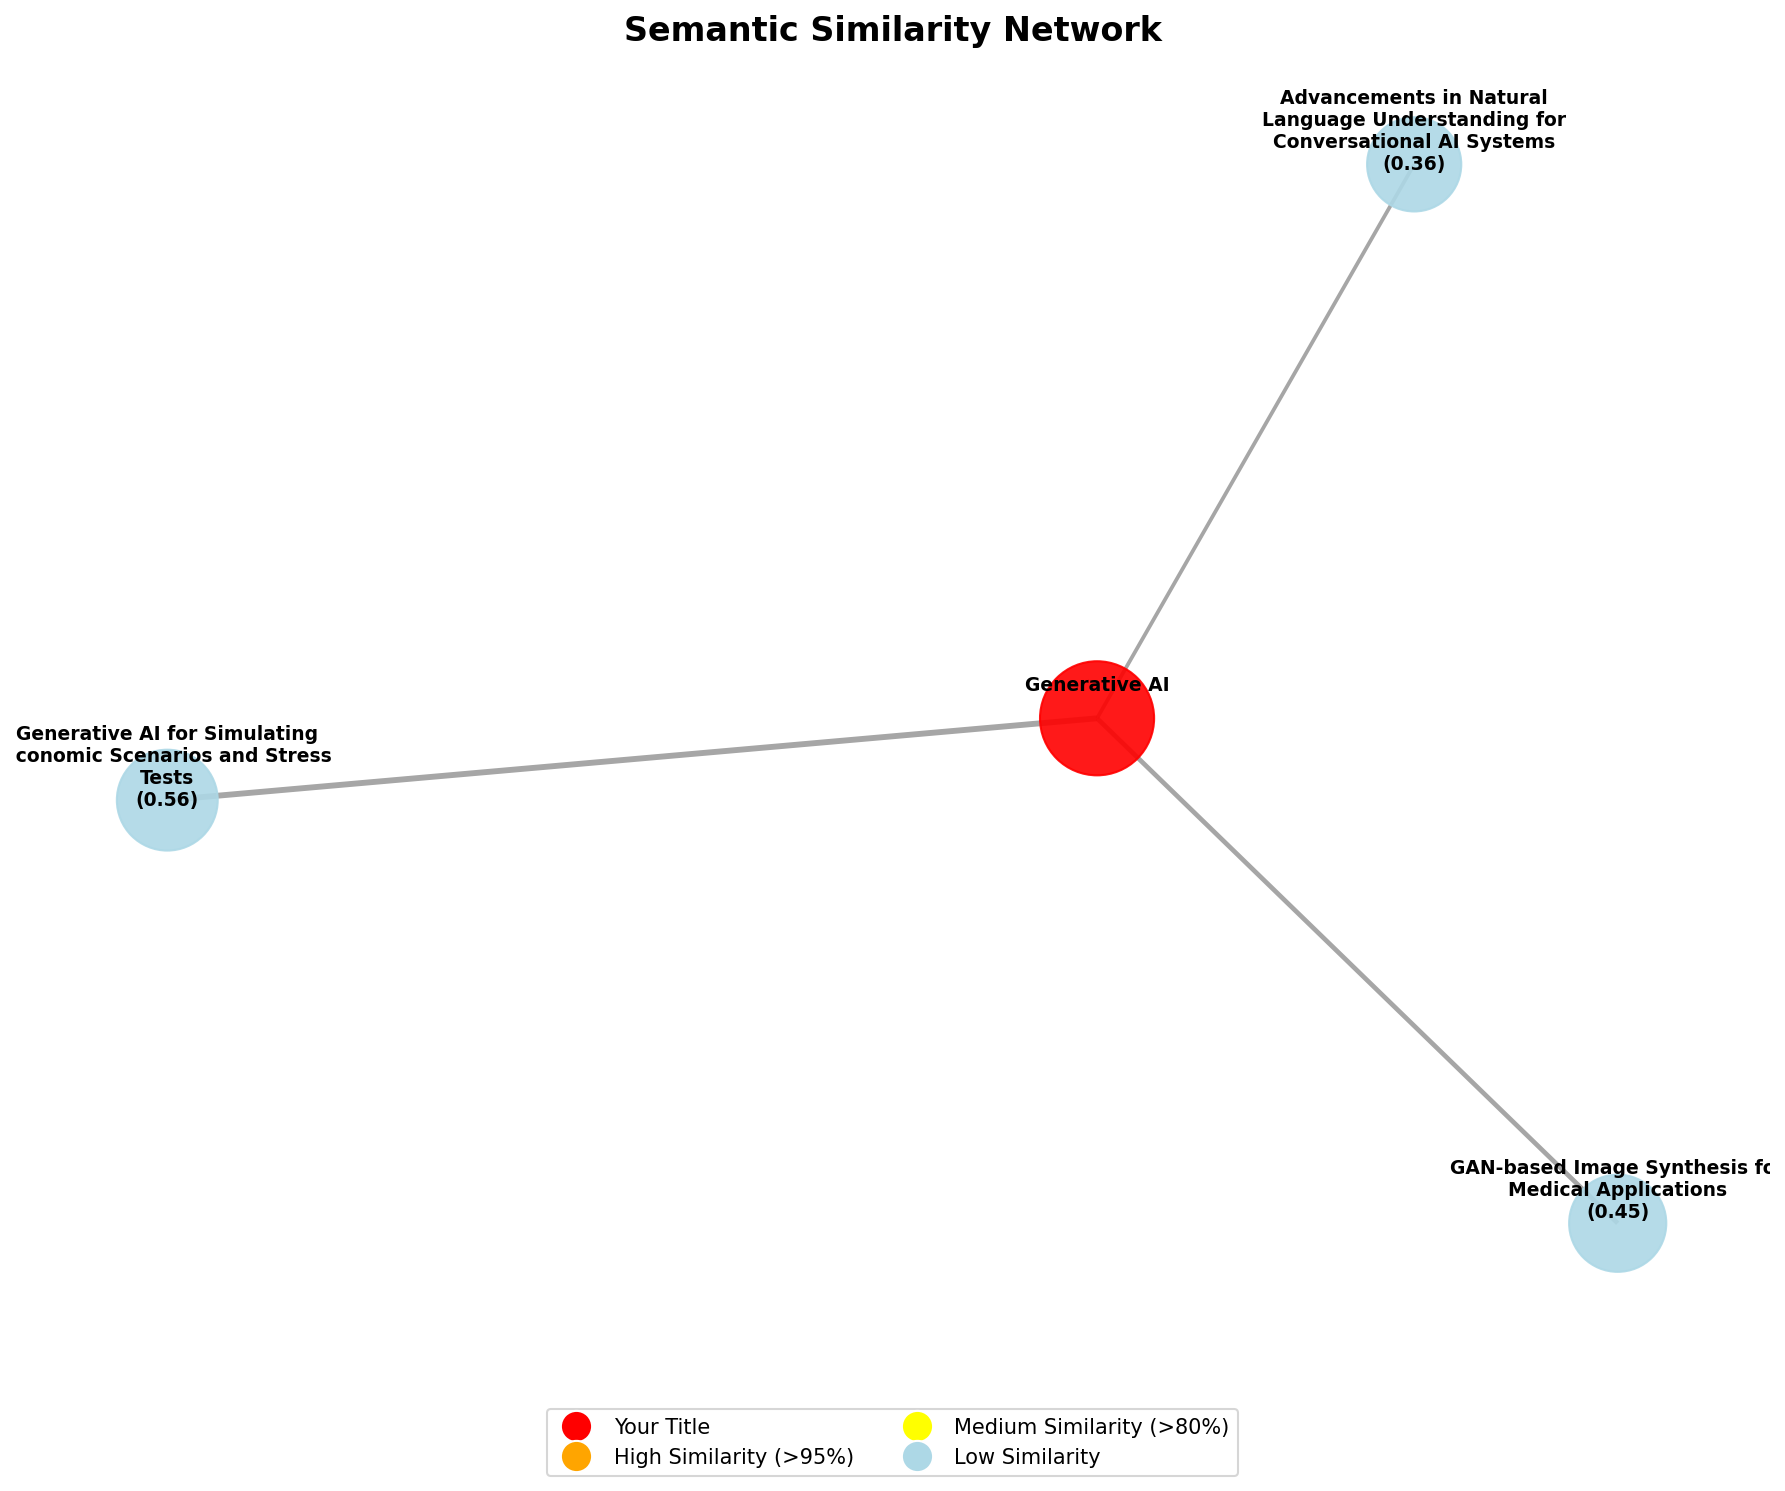 Semantic Similarity Network
Advancements in Natural
Language Understanding for
Conversational AI Systems
(0.36)
Generative AI
Generative AI for Simulating
conomic Scenarios and Stress
Tests
(0.56)
GAN-based Image Synthesis fo
Medical Applications
(0.45)
Your Title
High Similarity (>95%)
Medium Similarity (>80%)
Low Similarity